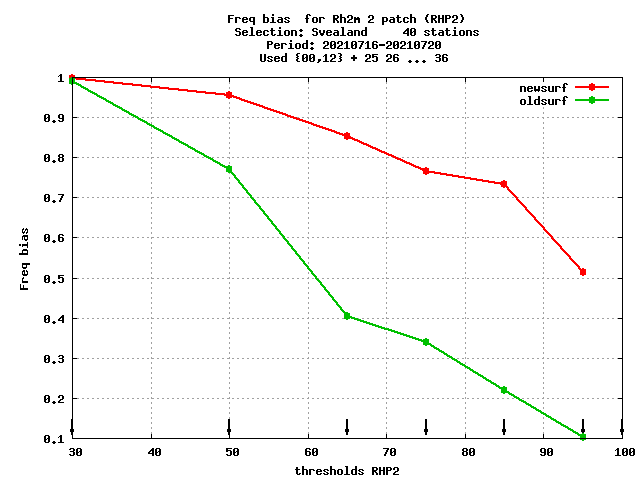 Freq bias  for Rh2m 2 patch (RHP2)
Selection: Svealand     40 stations
Period: 20210716-20210720
Used {00,12} + 25 26 ... 36
newsurf
oldsurf
1
0.9
0.8
0.7
0.6
0.5
0.4
0.3
0.2
0.1
Freq bias
30 40 50 60 70 80 90 100
thresholds RHP2